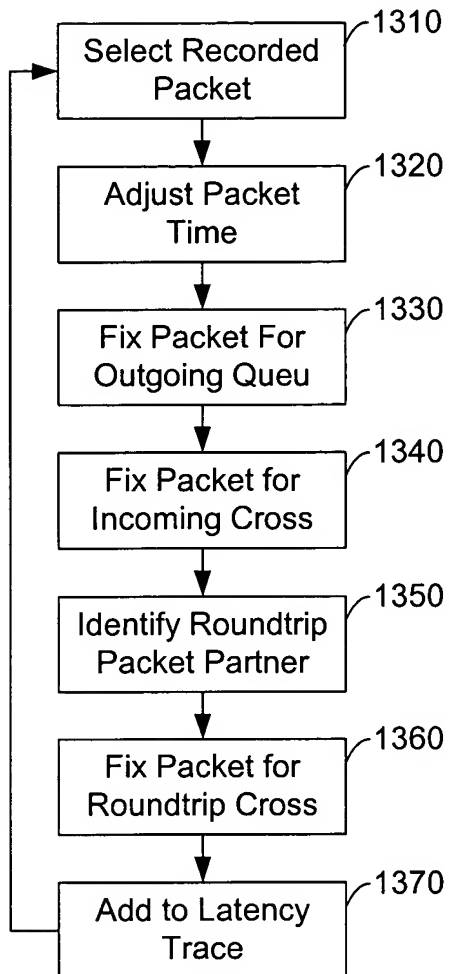 1310
Select Recorded
Packet
1320
Adjust Packet
Time
1330
Fix Packet For
Outgoing Queu
1340
Fix Packet for
Incoming Cross
1350
Identify Roundtrip
Packet Partner
1360
Fix Packet for
Roundtrip Cross
1370
Add to Latency
Trace